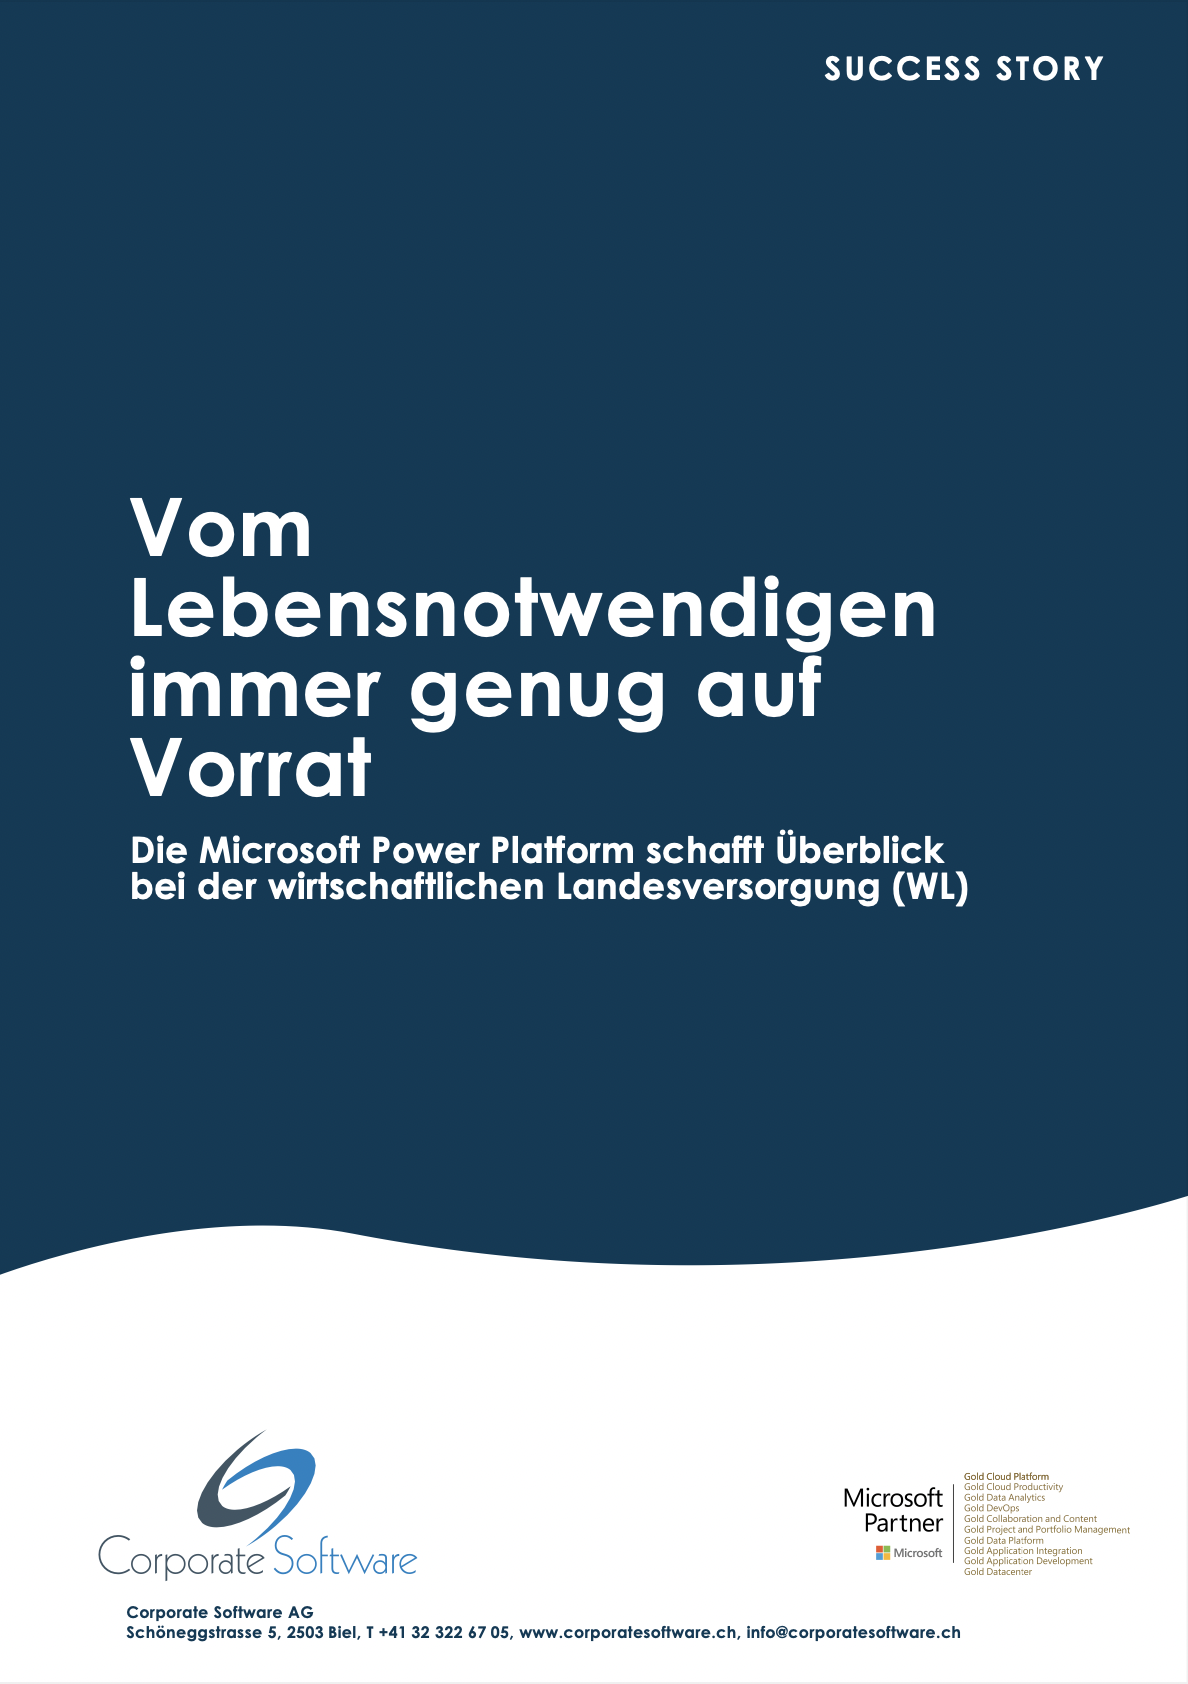 SUCCESS STORY
Vom
Lebensnotwendigen
immer genug auf
Vorrat
Die Microsoft Power Platform schafft Überblick
bei der wirtschaftlichen Landesversorgung (WL)
Corporate Software
Microsoft
Partner
Microsoft
Gold Cloud Platform
Gold Cloud Productivity
Gold Data Analytics
Gold DevOps
Gold Collaboration and Content
Gold Project and Portfolio Management
Gold Data Platform
Gold Application Integration
Gold Application Development
Gold Datacenter
Corporate Software AG
Schöneggstrasse 5, 2503 Biel, T +41 32 322 67 05, www.corporatesoftware.ch, info@corporatesoftware.ch